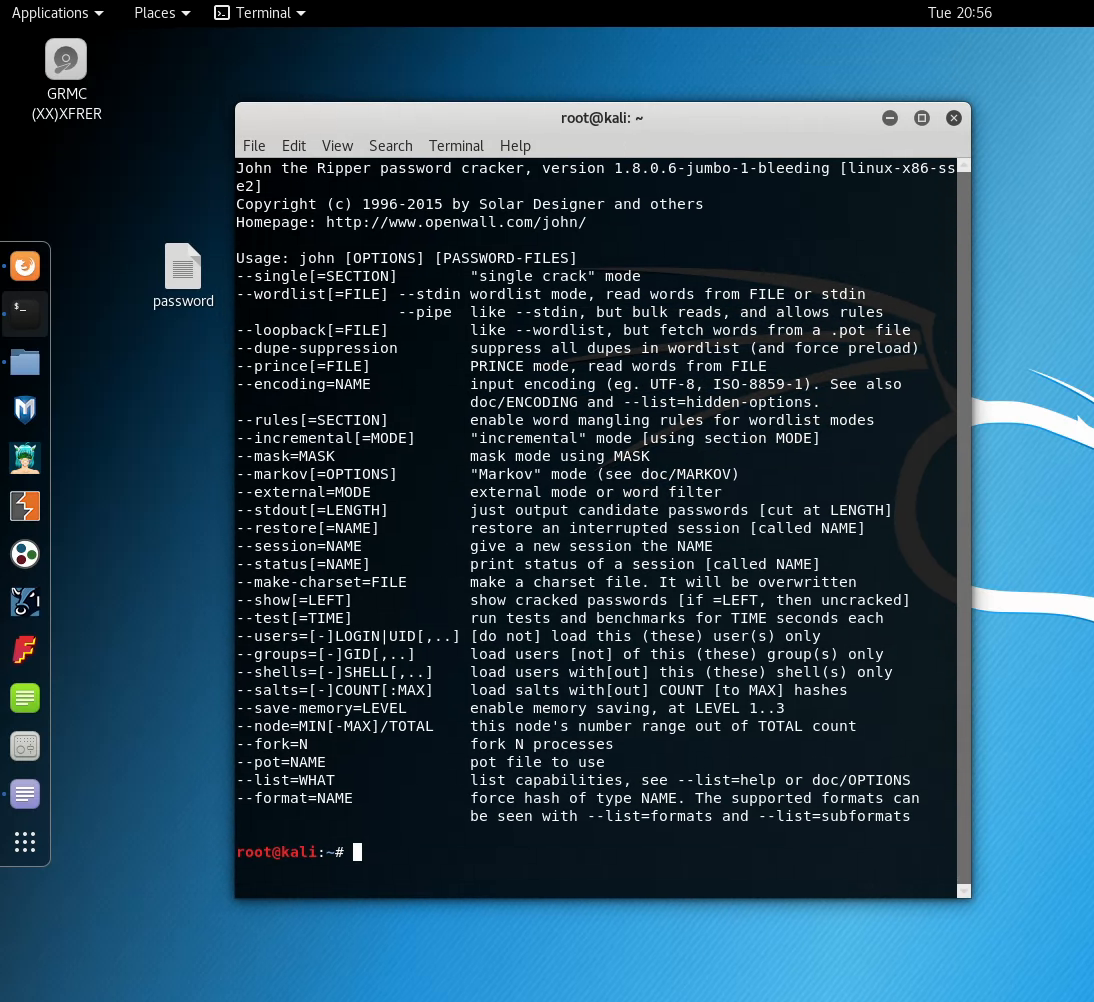 Applications Places Terminal Tue 20:56
GRMC
(XX)XFRER
password
root@kali: ~
File Edit View Search Terminal Help
John the Ripper password cracker, version 1.8.0.6-jumbo-1-bleeding [linux-x86-ss
e2]
Copyright (c) 1996-2015 by Solar Designer and others
Homepage: http://www.openwall.com/john/
Usage: john [OPTIONS] [PASSWORD-FILES]
--single[=SECTION]        "single crack" mode
--wordlist[=FILE] --stdin wordlist mode, read words from FILE or stdin
                  --pipe  like --stdin, but bulk reads, and allows rules
--loopback[=FILE]         like --wordlist, but fetch words from a .pot file
--dupe-suppression        suppress all dupes in wordlist (and force preload)
--prince[=FILE]           PRINCE mode, read words from FILE
--encoding=NAME           input encoding (eg. UTF-8, ISO-8859-1). See also
                          doc/ENCODING and --list=hidden-options.
--rules[=SECTION]         enable word mangling rules for wordlist modes
--incremental[=MODE]      "incremental" mode [using section MODE]
--mask=MASK               mask mode using MASK
--markov[=OPTIONS]        "Markov" mode (see doc/MARKOV)
--external=MODE           external mode or word filter
--stdout[=LENGTH]         just output candidate passwords [cut at LENGTH]
--restore[=NAME]          restore an interrupted session [called NAME]
--session=NAME            give a new session the NAME
--status[=NAME]           print status of a session [called NAME]
--make-charset=FILE       make a charset file. It will be overwritten
--show[=LEFT]             show cracked passwords [if =LEFT, then uncracked]
--test[=TIME]             run tests and benchmarks for TIME seconds each
--users=[-]LOGIN|UID[,..] [do not] load this (these) user(s) only
--groups=[-]GID[,..]      load users [not] of this (these) group(s) only
--shells=[-]SHELL[,..]    load users with[out] this (these) shell(s) only
--salts=[-]COUNT[:MAX]    load salts with[out] COUNT [to MAX] hashes
--save-memory=LEVEL       enable memory saving, at LEVEL 1..3
--node=MIN[-MAX]/TOTAL    this node's number range out of TOTAL count
--fork=N                  fork N processes
--pot=NAME                pot file to use
--list=WHAT               list capabilities, see --list=help or doc/OPTIONS
--format=NAME             force hash of type NAME. The supported formats can
                          be seen with --list=formats and --list=subformats
root@kali:~#